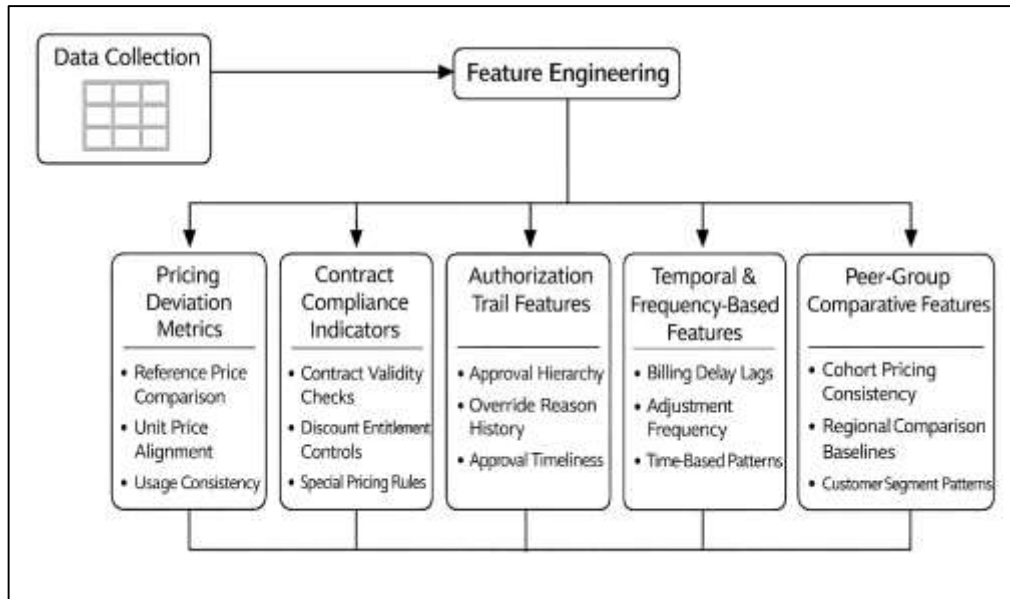 Data Collection
Feature Engineering
Pricing
Deviation
Metrics
• Reference Price
Comparison
• Unit Price
Alignment
• Usage Consistency
Contract
Compliance
Indicators
• Contract Validity
Checks
• Discount Entitlement
Controls
• Special Pricing Rules
Authorization
Trail Features
• Approval Hierarchy
• Override Reason
History
• Approval Timeliness
Temporal &
Frequency-Based
Features
• Billing Delay Lags
• Adjustment
Frequency
• Time-Based Patterns
Peer-Group
Comparative Features
• Cohort Pricing
Consistency
• Regional Comparison
Baselines
• Customer Segment Patterns